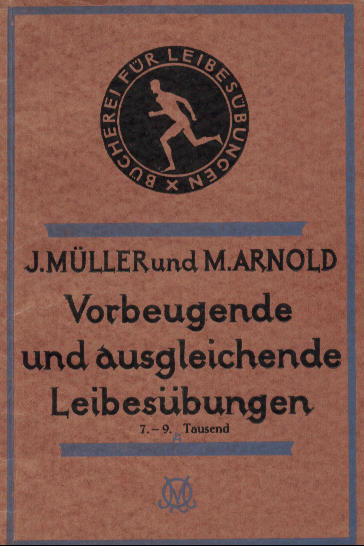 BÜCHEREI FÜR LEIBESÜBUNGEN
J. MÜLLER und M. ARNOLD
Vorbeugende
und ausgleichende
Leibesübungen
7.–9. Tausend